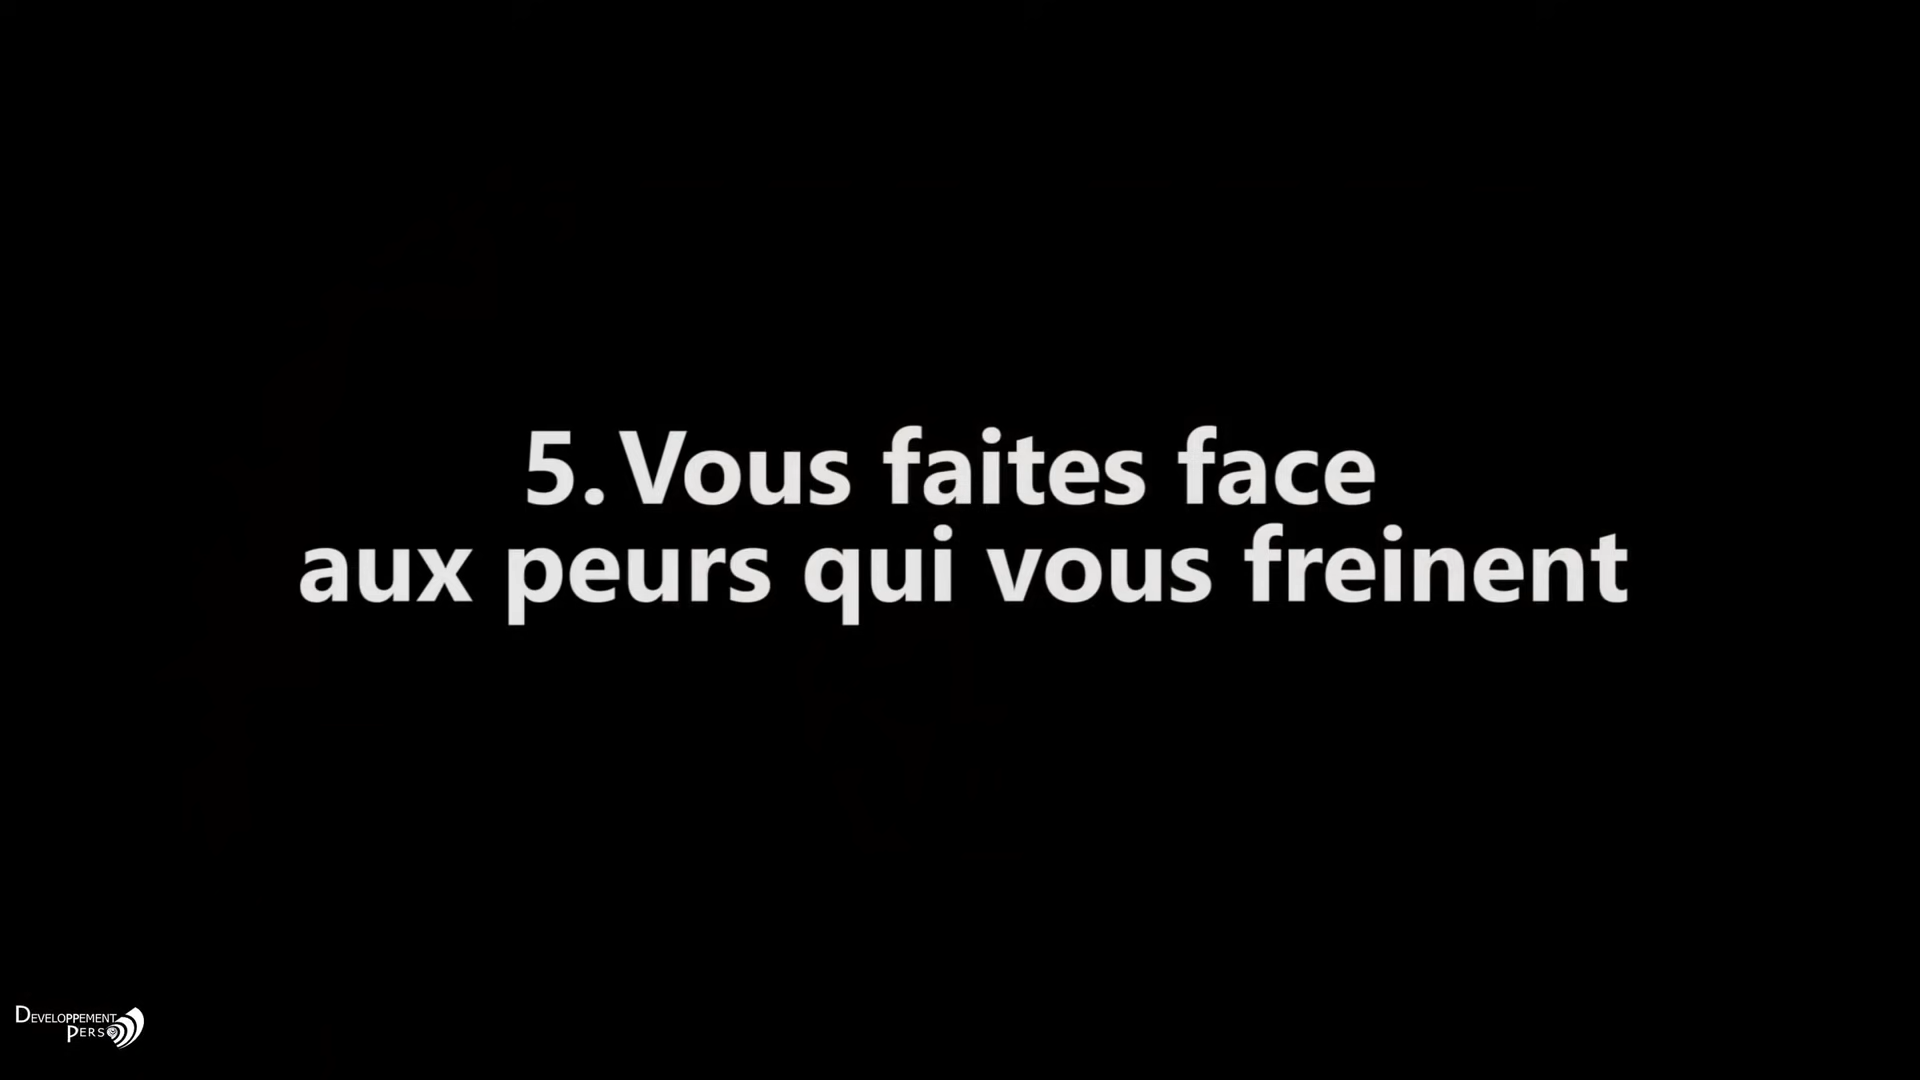 5. Vous faites face
aux peurs qui vous freinent
DEVELOPPEMENT
PERSO